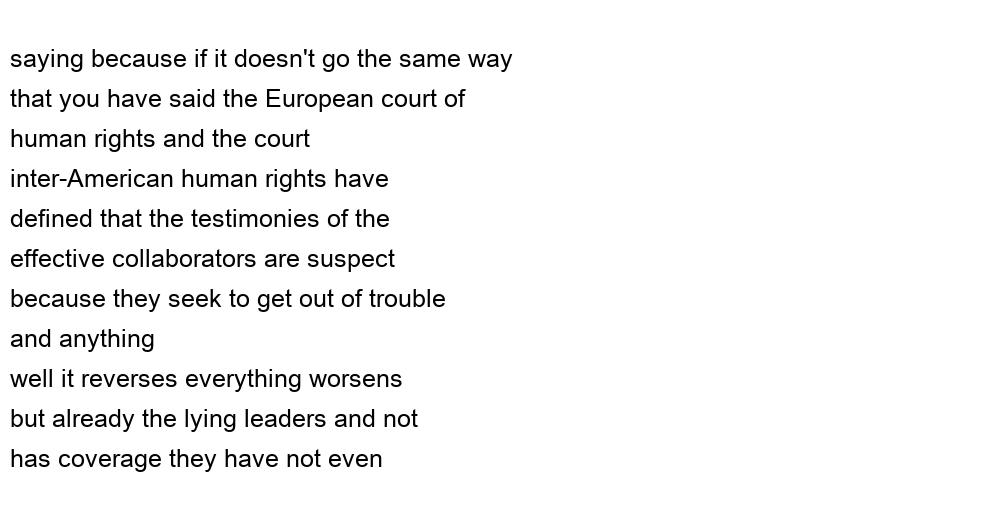 saying because if it doesn't go the same way
that you have said the European court of
human rights and the court
inter-American human rights have
defined that the testimonies of the
effective collaborators are suspect
because they seek to get out of trouble
and anything
well it reverses everything worsens
but already the lying leaders and not
has coverage they have not even